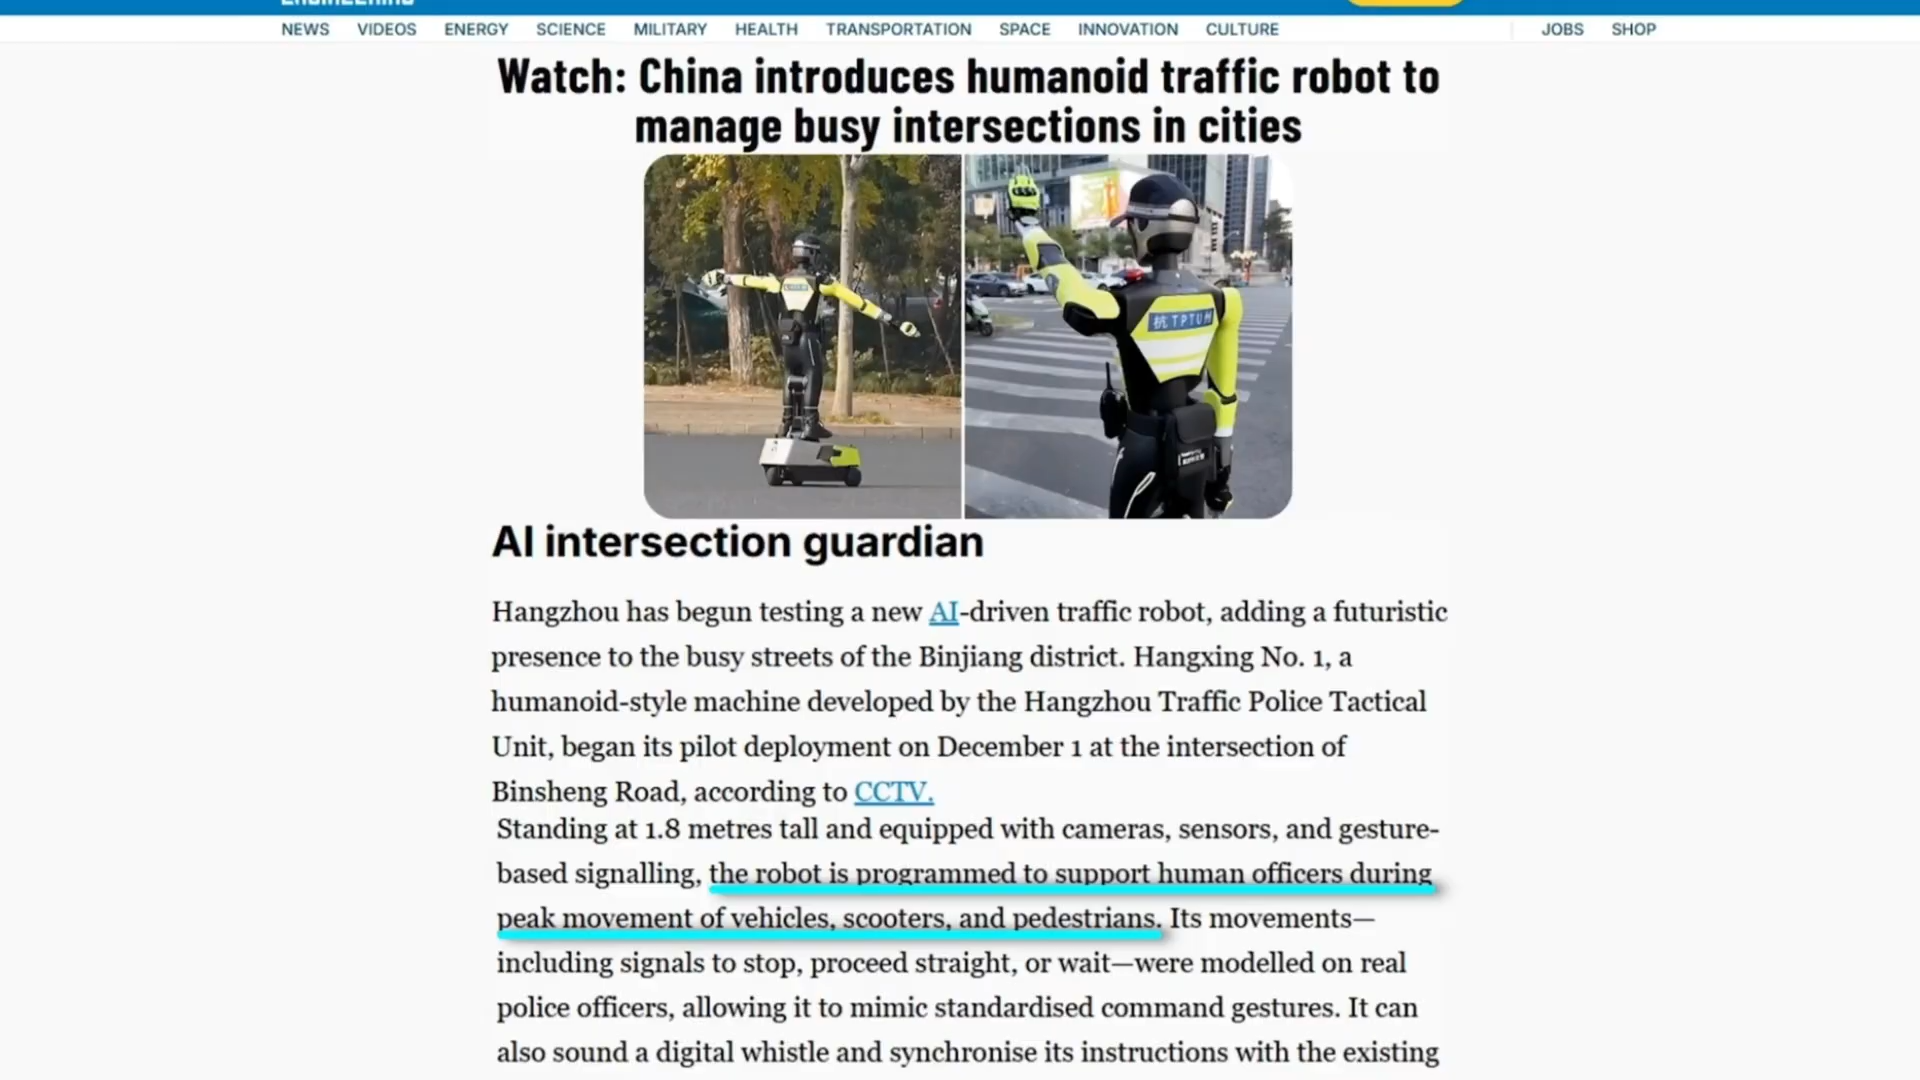 NEWS VIDEOS ENERGY SCIENCE MILITARY HEALTH TRANSPORTATION SPACE INNOVATION CULTURE JOBS SHOP
Watch: China introduces humanoid traffic robot to
manage busy intersections in cities
杭TPTUH
AI intersection guardian
Hangzhou has begun testing a new AI-driven traffic robot, adding a futuristic
presence to the busy streets of the Binjiang district. Hangxing No. 1, a
humanoid-style machine developed by the Hangzhou Traffic Police Tactical
Unit, began its pilot deployment on December 1 at the intersection of
Binsheng Road, according to CCTV.
Standing at 1.8 metres tall and equipped with cameras, sensors, and gesture-
based signalling, the robot is programmed to support human officers during
peak movement of vehicles, scooters, and pedestrians. Its movements—
including signals to stop, proceed straight, or wait—were modelled on real
police officers, allowing it to mimic standardised command gestures. It can
also sound a digital whistle and synchronise its instructions with the existing